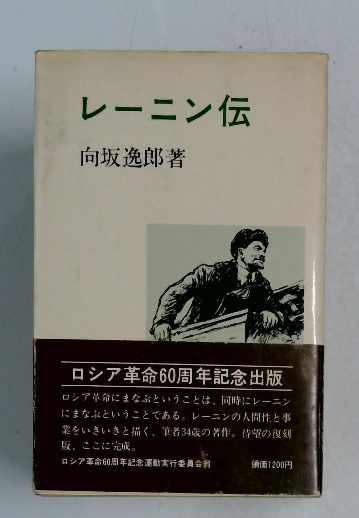 レーニン伝
向坂逸郎著
ロシア革命60周年記念出版
ロシア革命にまなぶということは、同時にレーニン
にまなぶということである。レーニンの人間性と事
業をいきいきと描く、筆者34歳の著作。待望の復刻
版、ここに完成。
ロシア革命60周年記念運動実行委員会刊
頒価1200円